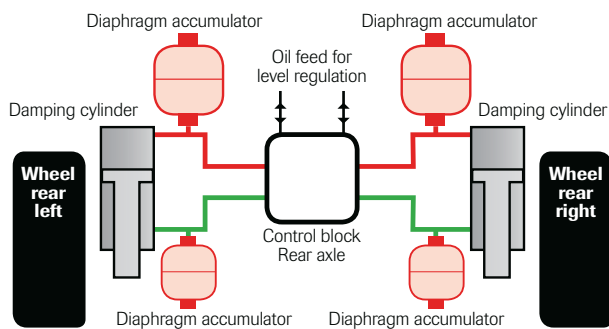 Diaphragm accumulator
Oil feed for
level regulation
Diaphragm accumulator
Damping cylinder
Damping cylinder
Wheel
rear
left
Wheel
rear
right
Control block
Rear axle
Diaphragm accumulator
Diaphragm accumulator